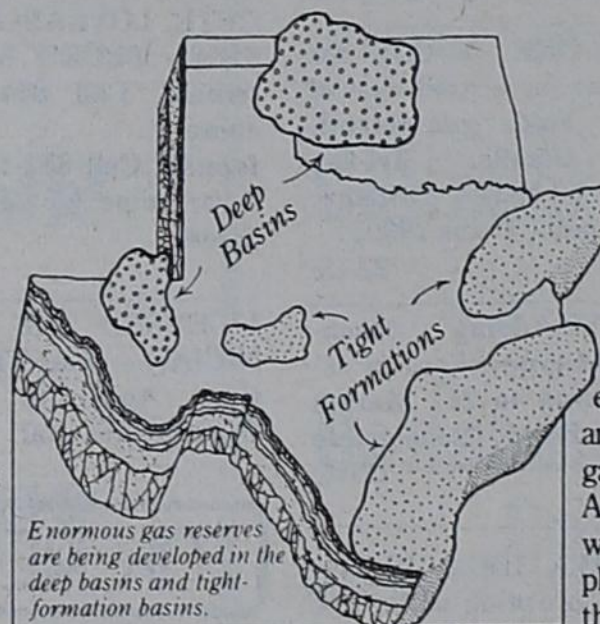 Deep
Basins
Tight
Formations
Enormous gas reserves
are being developed in the
deep basins and tight-
formation basins.